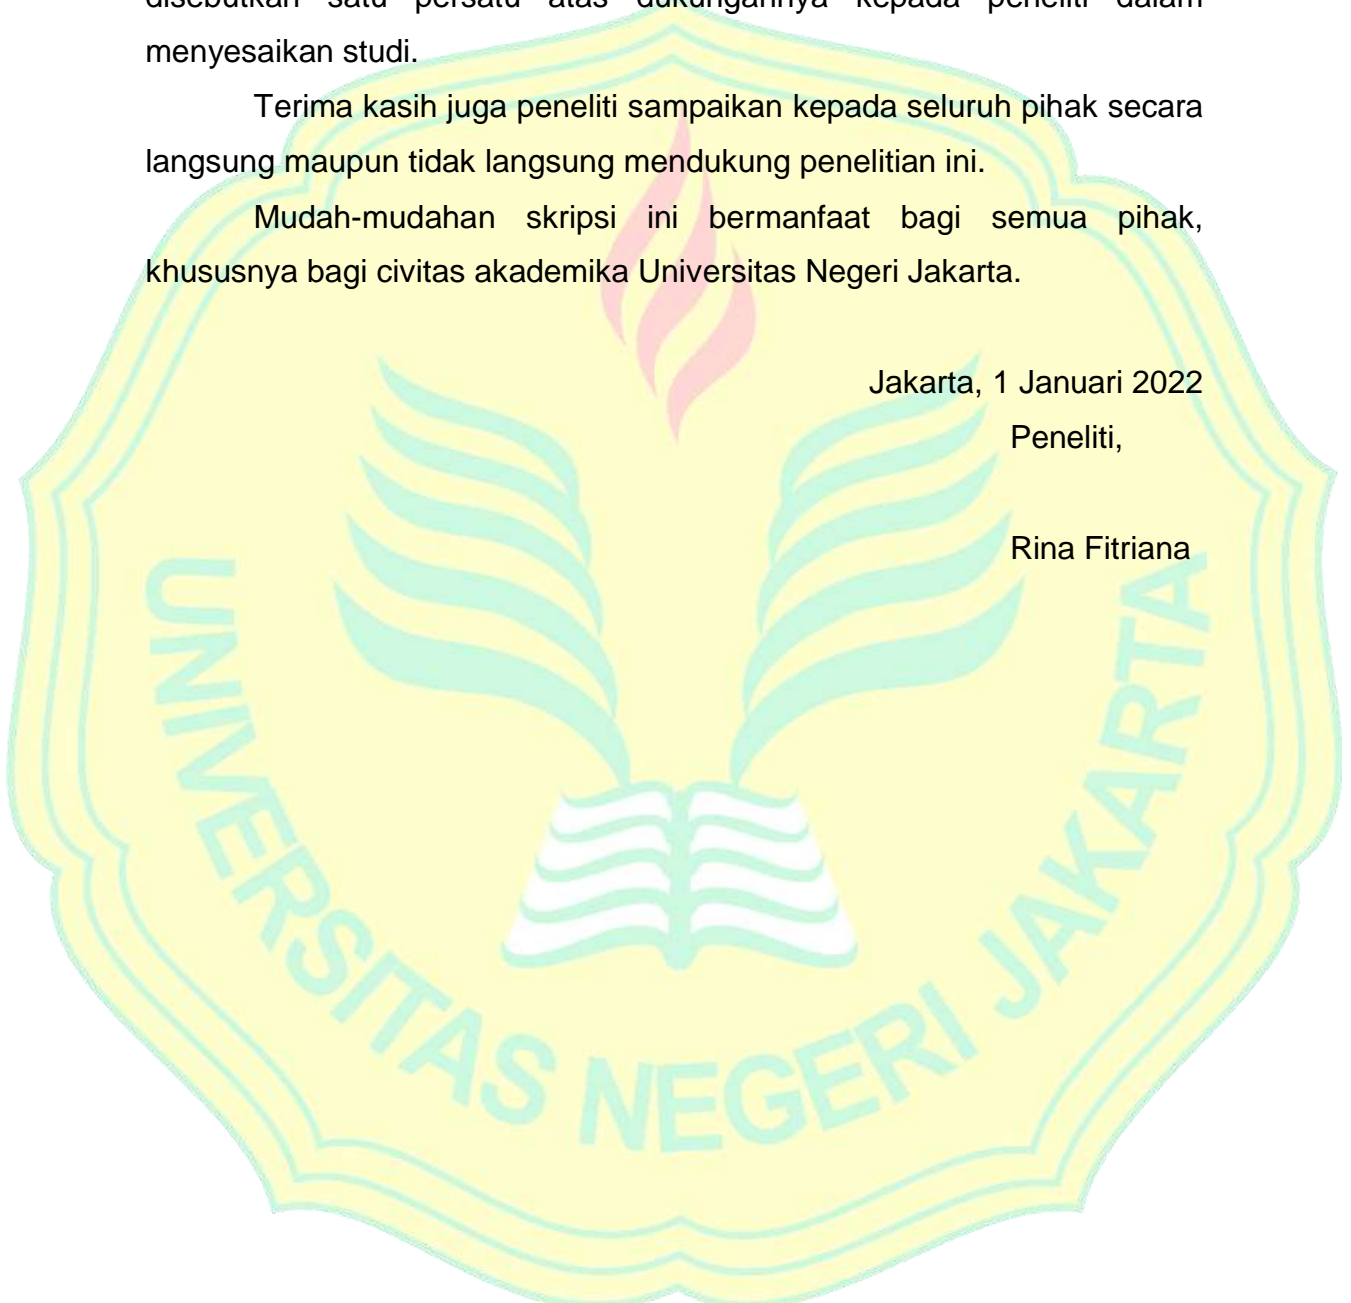 disebutkan satu persatu atas dukungannya kepada peneliti dalam
menyesaikan studi.
Terima kasih juga peneliti sampaikan kepada seluruh pihak secara
langsung maupun tidak langsung mendukung penelitian ini.
Mudah-mudahan skripsi ini bermanfaat bagi semua pihak,
khususnya bagi civitas akademika Universitas Negeri Jakarta.
Jakarta, 1 Januari 2022
Peneliti,
Rina Fitriana
UNIVERSITAS NEGERI JAKARTA